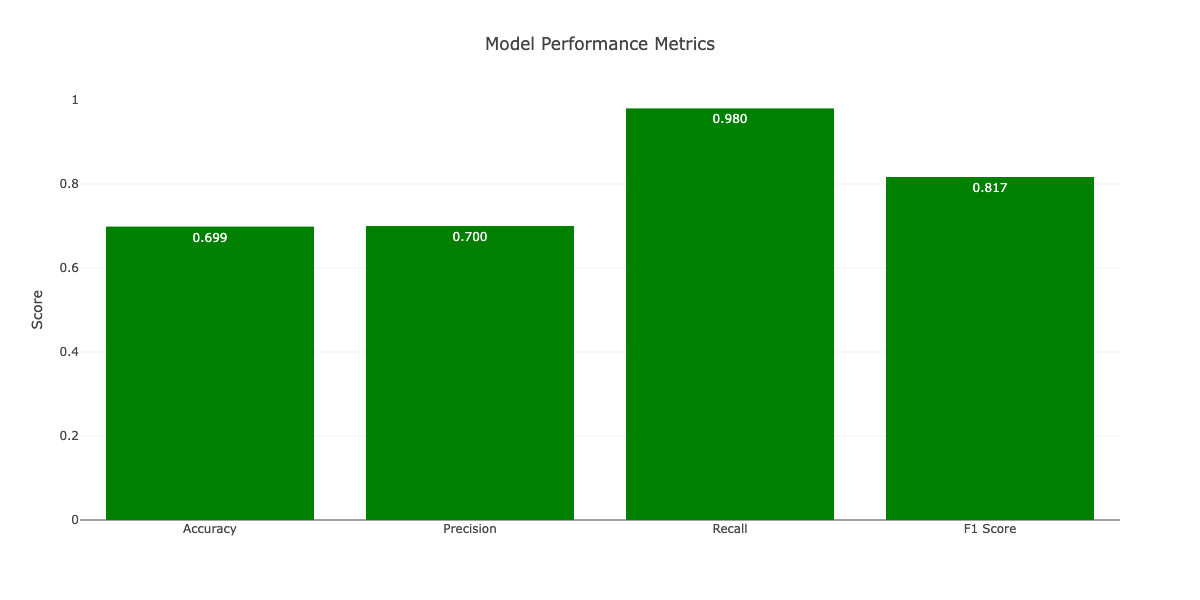 Model Performance Metrics
1
0.8
0.6
0.4
0.2
0
Score
0.699
0.700
0.980
0.817
Accuracy
Precision
Recall
F1 Score